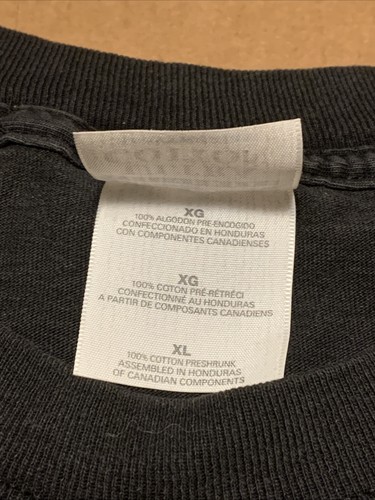 XG
100% ALGODON PRE-ENCOGIDO
CONFECCIONADO EN HONDURAS
CON COMPONENTES CANADIENSES
XG
100% COTON PRÉ-RÉTRÉCI
CONFECTIONNÉ AU HONDURAS
A PARTIR DE COMPOSANTS CANADIENS
XL
100% COTTON PRESHRUNK
ASSEMBLED IN HONDURAS
OF CANADIAN COMPONENTS